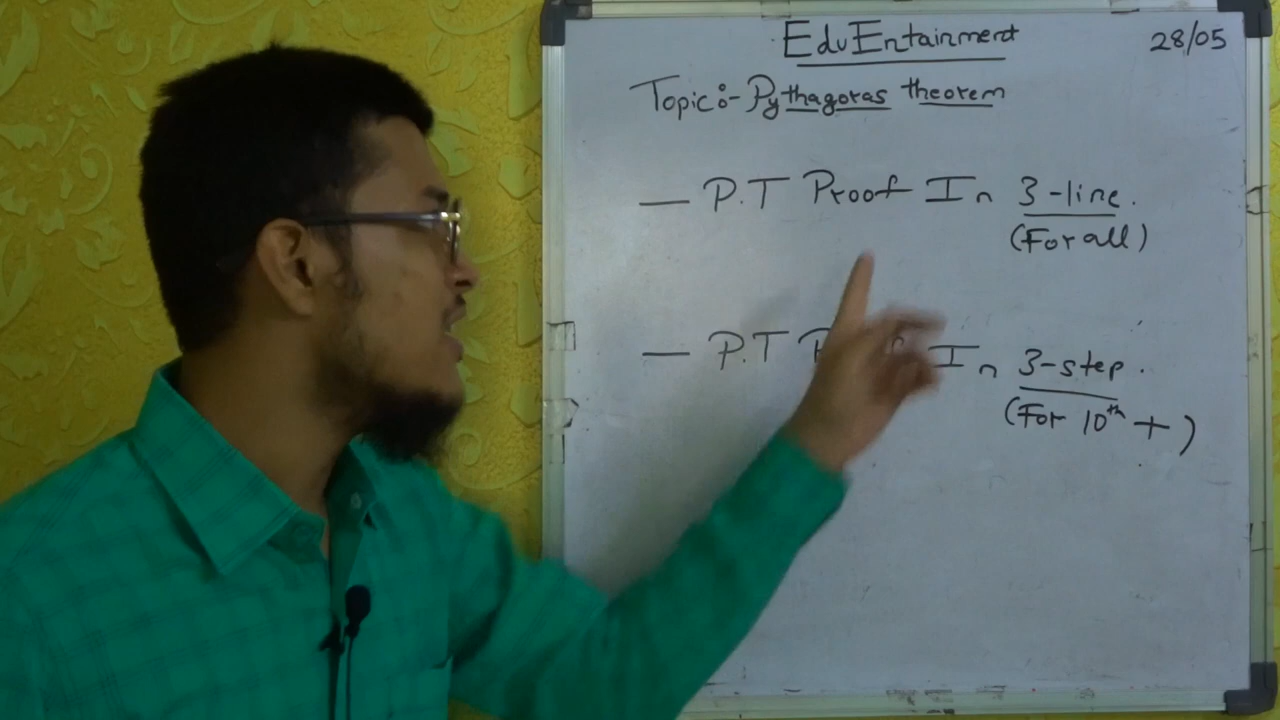 EduEntainment
28/05
Topic:- Pythagoras theorem
— P.T Proof In 3-line.
(For all)
— P.T In 3-step.
(For 10th +)